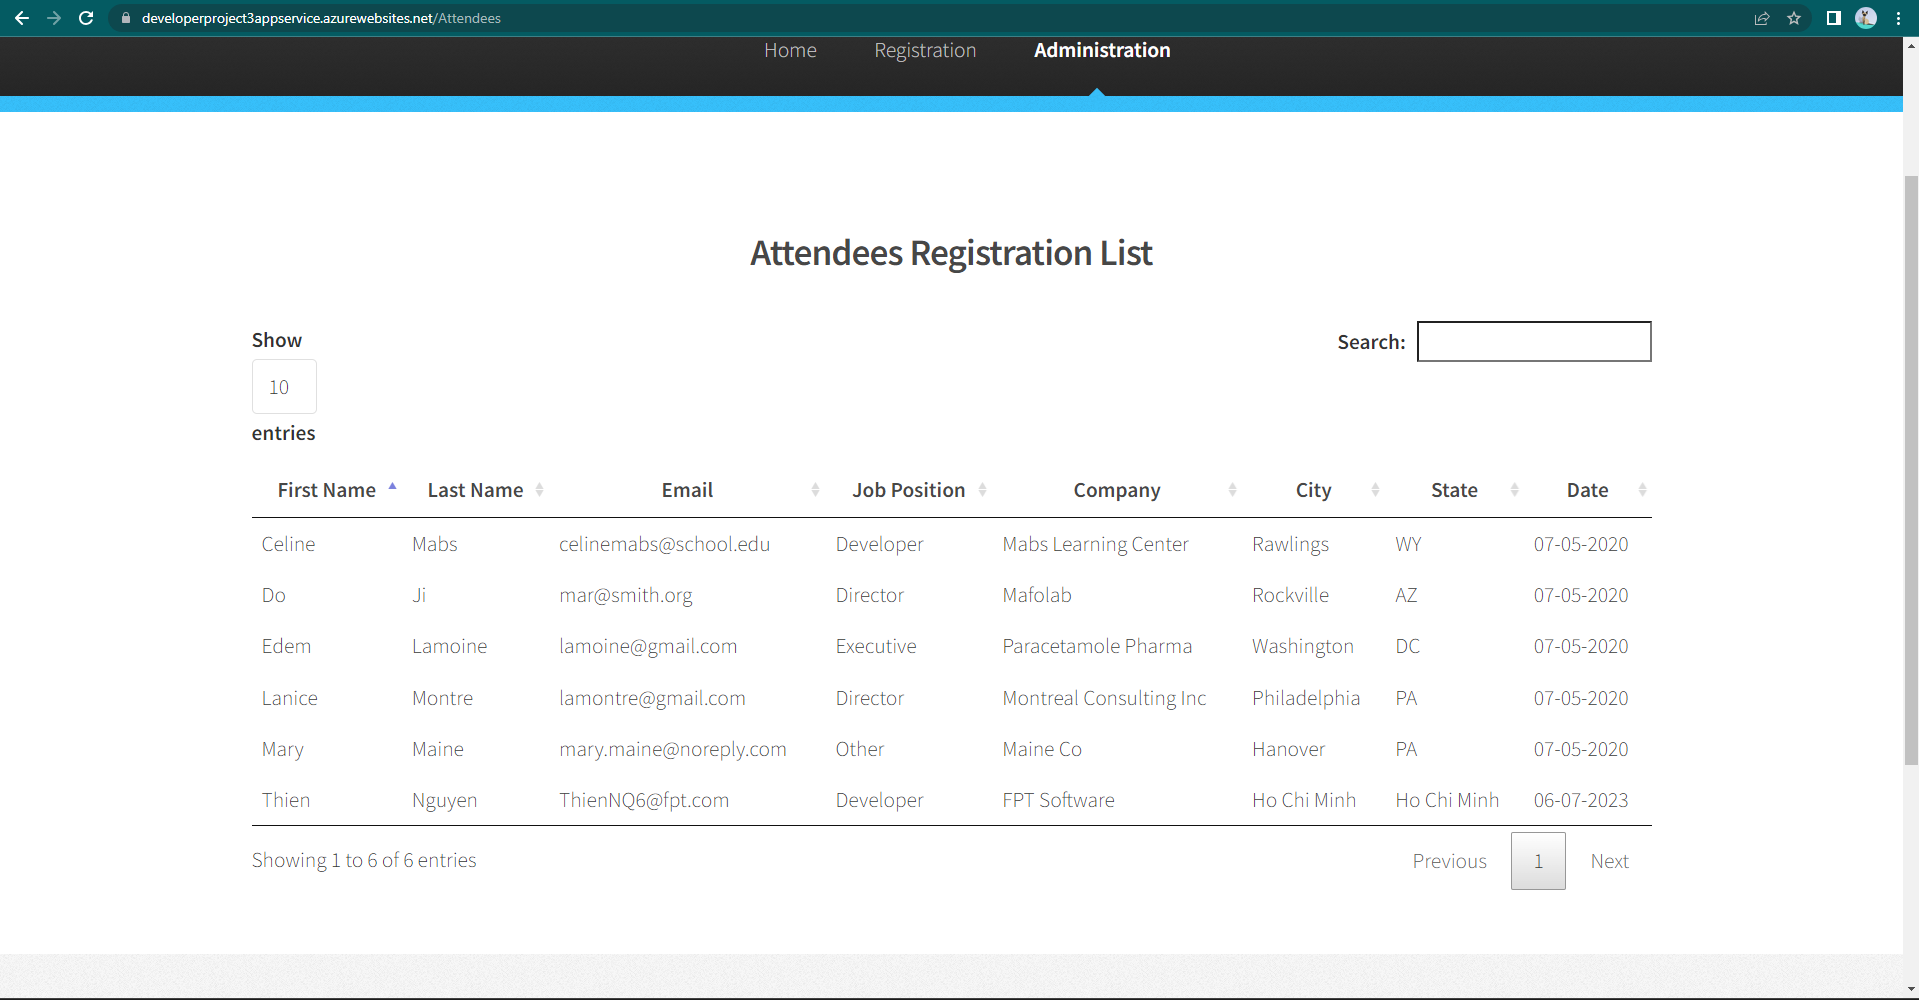 developerproject3appservice.azurewebsites.net/Attendees
Home Registration Administration
Attendees Registration List
Show
10
entries
Search:
First Name Last Name Email Job Position Company City State Date
Celine Mabs celinemabs@school.edu Developer Mabs Learning Center Rawlings WY 07-05-2020
Do Ji mar@smith.org Director Mafolab Rockville AZ 07-05-2020
Edem Lamoine lamoine@gmail.com Executive Paracetamole Pharma Washington DC 07-05-2020
Lanice Montre lamontre@gmail.com Director Montreal Consulting Inc Philadelphia PA 07-05-2020
Mary Maine mary.maine@noreply.com Other Maine Co Hanover PA 07-05-2020
Thien Nguyen ThienNQ6@fpt.com Developer FPT Software Ho Chi Minh Ho Chi Minh 06-07-2023
Showing 1 to 6 of 6 entries
Previous 1 Next